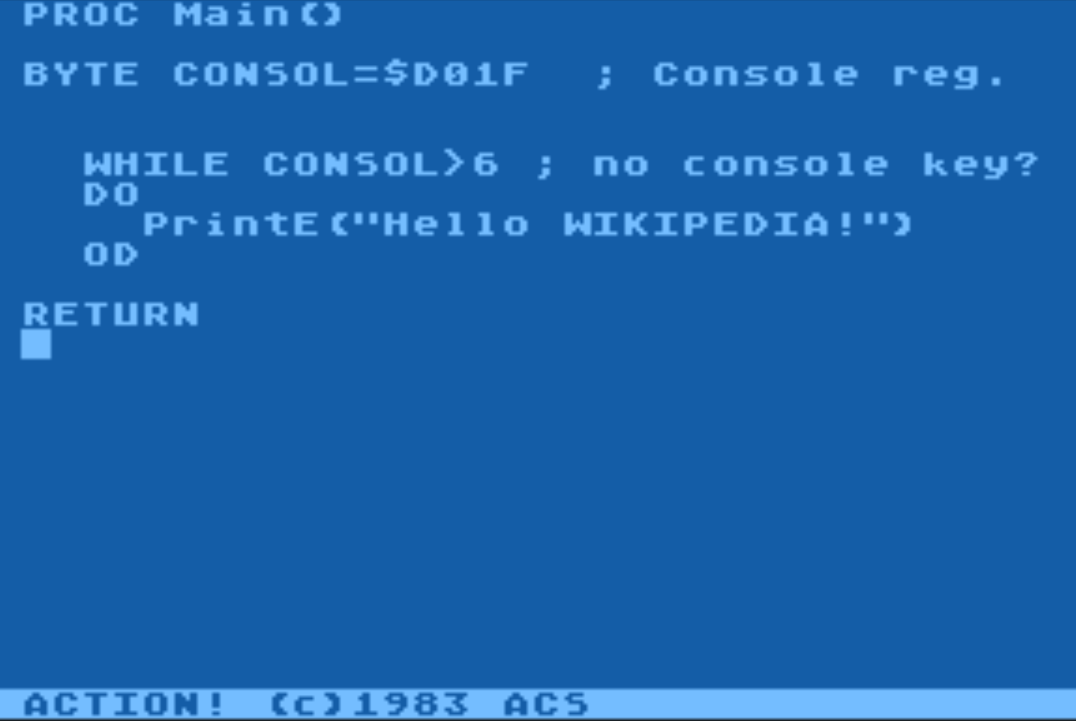 PROC Main()
BYTE CONSOL=$D01F  ; Console reg.
WHILE CONSOL>6 ; no console key?
DO
PrintE("Hello WIKIPEDIA!")
OD
RETURN
ACTION! (c)1983 ACS